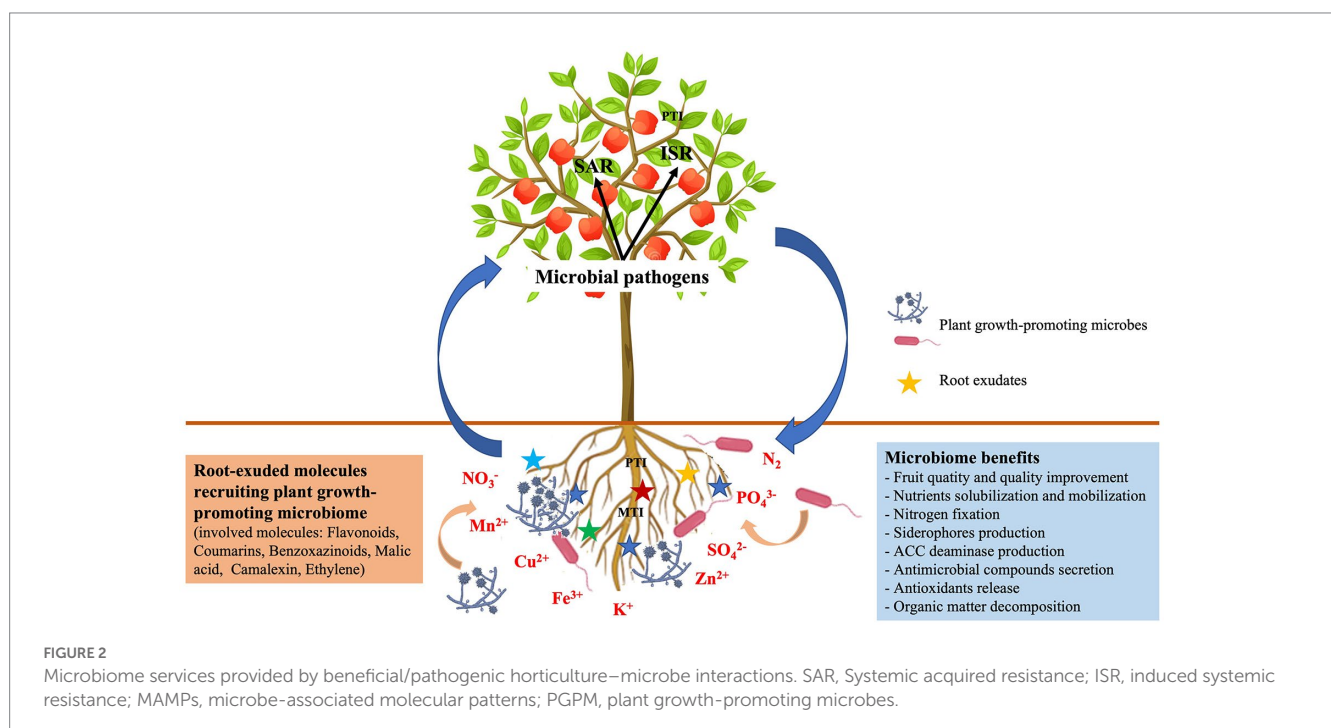 PTI
SAR
ISR
Microbial pathogens
Plant growth-promoting microbes
Root exudates
Root-exuded molecules
recruiting plant growth-
promoting microbiome
(involved molecules: Flavonoids,
Coumarins, Benzoxazinoids, Malic
acid, Camalexin, Ethylene)
NO₃⁻
Mn²⁺
Cu²⁺
Fe³⁺
K⁺
PTI
MTI
N₂
PO₄³⁻
SO₄²⁻
Zn²⁺
Microbiome benefits
- Fruit quatity and quality improvement
- Nutrients solubilization and mobilization
- Nitrogen fixation
- Siderophores production
- ACC deaminase production
- Antimicrobial compounds secretion
- Antioxidants release
- Organic matter decomposition
FIGURE 2
Microbiome services provided by beneficial/pathogenic horticulture–microbe interactions. SAR, Systemic acquired resistance; ISR, induced systemic
resistance; MAMPs, microbe-associated molecular patterns; PGPM, plant growth-promoting microbes.